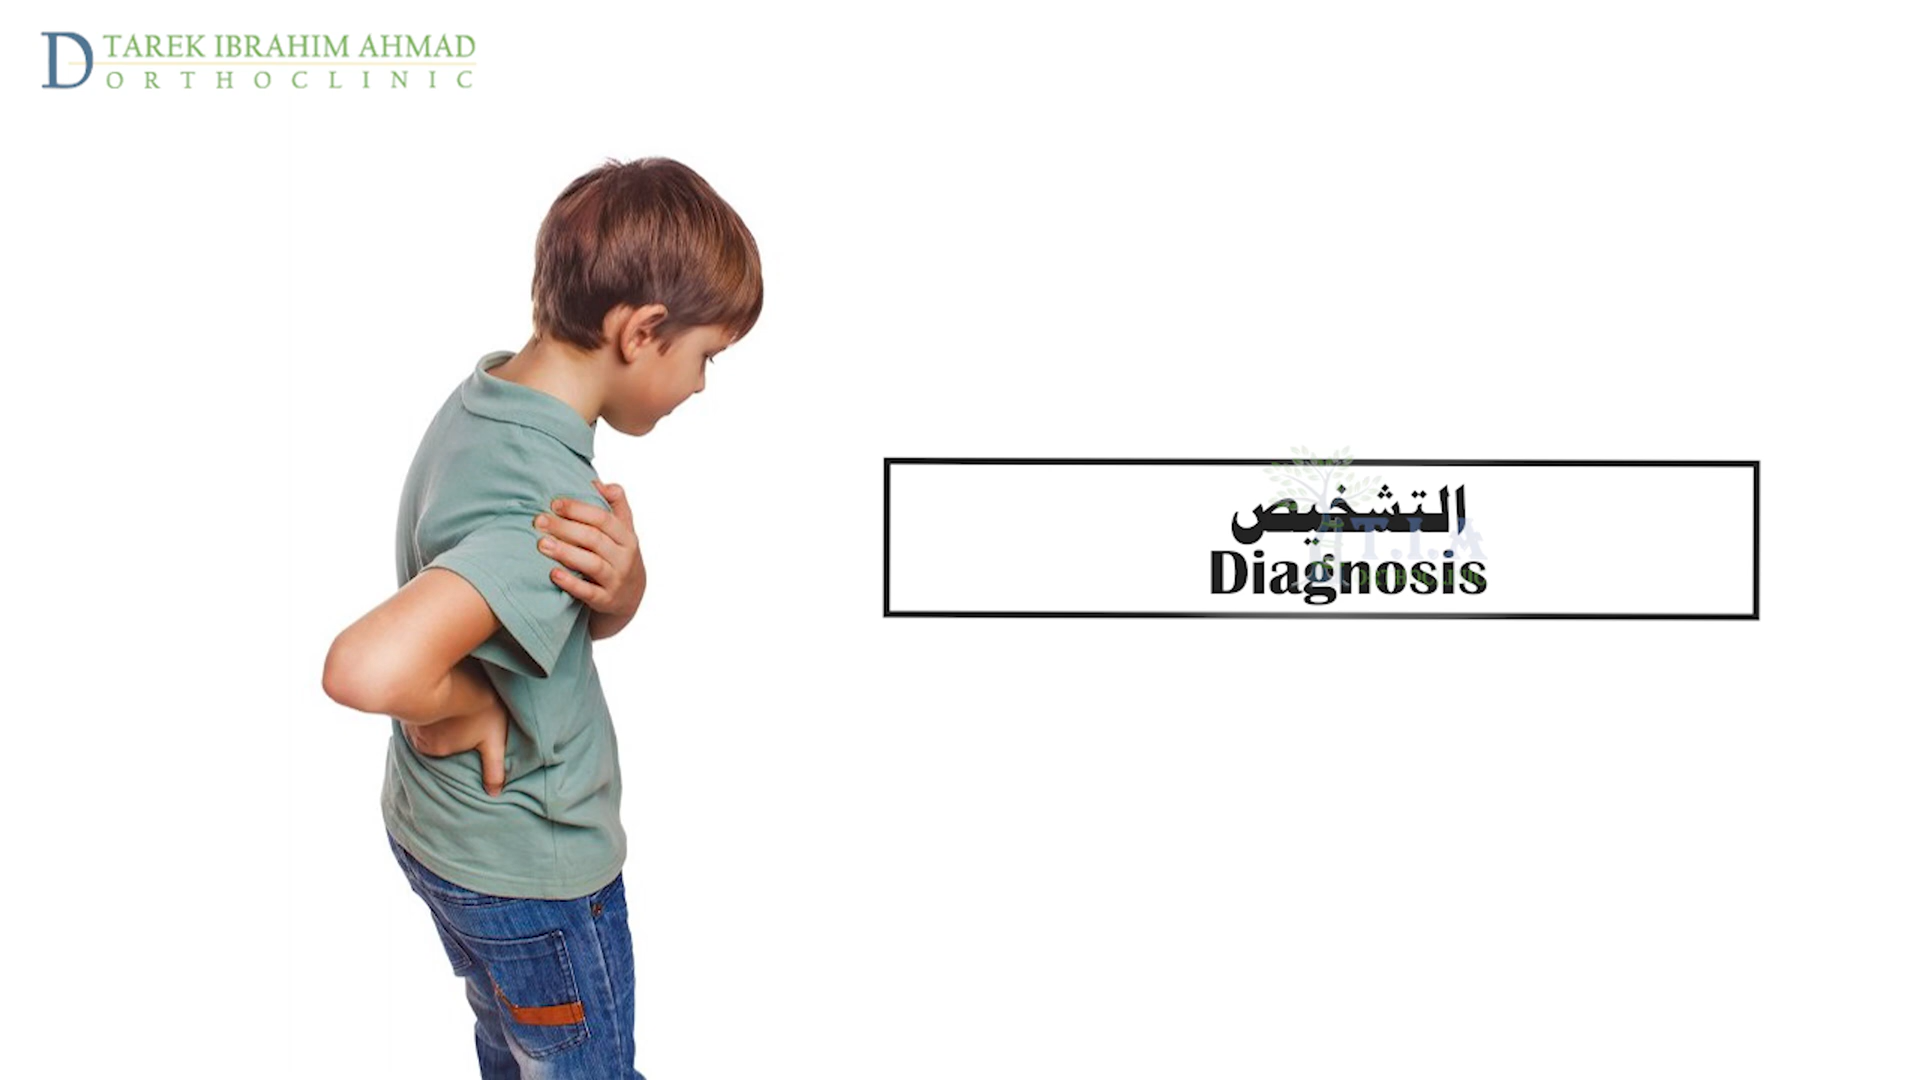 D TAREK IBRAHIM AHMAD
ORTHOCLINIC
التشخيص
T.I.A
Diagnosis